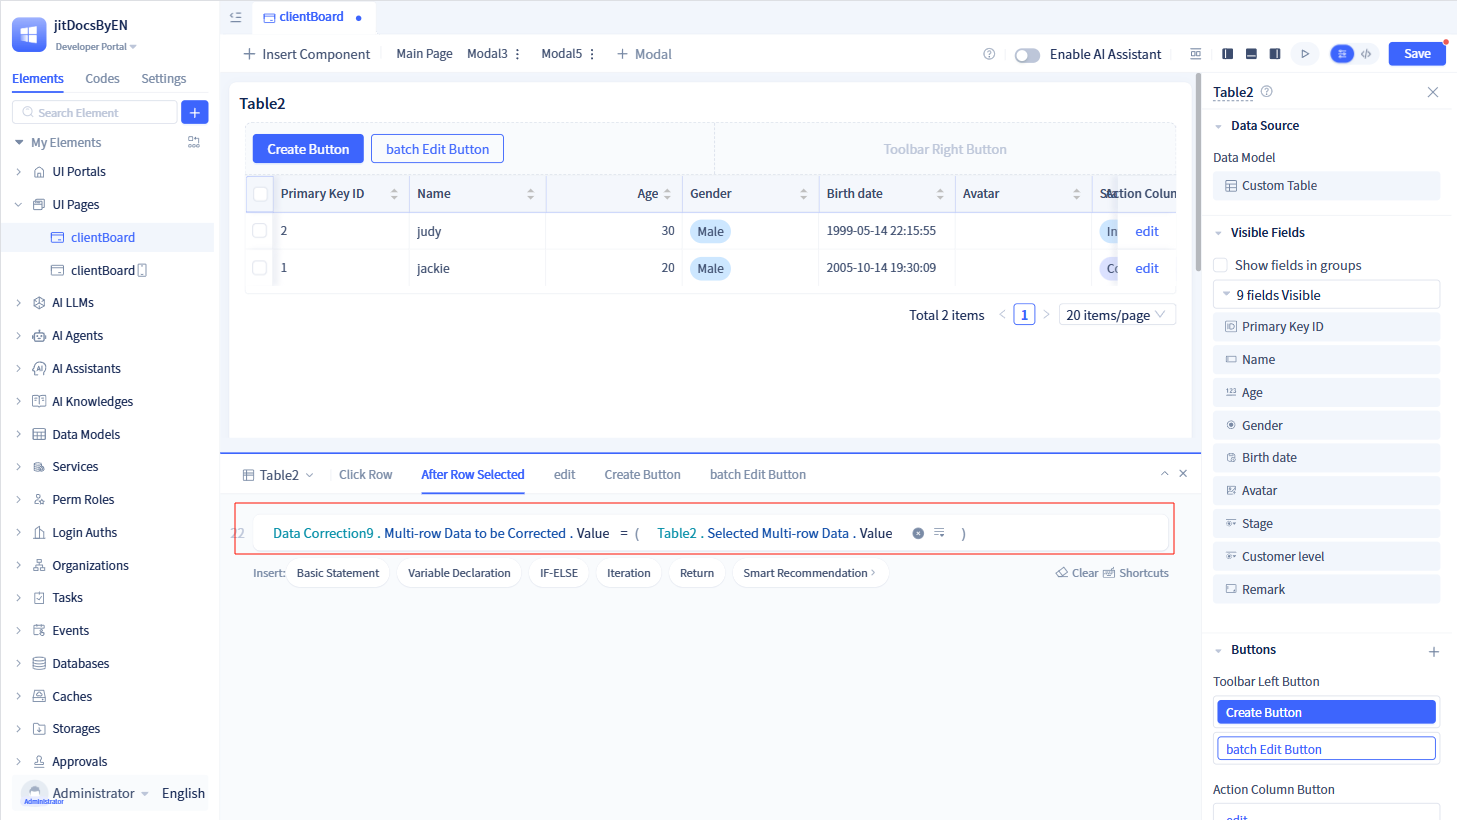 jitDocsByEN
Developer Portal
Elements Codes Settings
Search Element
My Elements
UI Portals
UI Pages
clientBoard
clientBoard
AI LLMs
AI Agents
AI Assistants
AI Knowledges
Data Models
Services
Perm Roles
Login Auths
Organizations
Tasks
Events
Databases
Caches
Storages
Approvals
Administrator
Administrator English
clientBoard
Insert Component Main Page Modal3 Modal5 Modal
Enable AI Assistant
Save
Table2
Create Button batch Edit Button Toolbar Right Button
Primary Key ID Name Age Gender Birth date Avatar Action Colum
2 judy 30 Male 1999-05-14 22:15:55 In edit
1 jackie 20 Male 2005-10-14 19:30:09 Co edit
Total 2 items 1 20 items/page
Table2 Click Row After Row Selected edit Create Button batch Edit Button
22 Data Correction9 . Multi-row Data to be Corrected . Value = ( Table2 . Selected Multi-row Data . Value )
Insert: Basic Statement Variable Declaration IF-ELSE Iteration Return Smart Recommendation Clear Shortcuts
Table2
Data Source
Data Model
Custom Table
Visible Fields
Show fields in groups
9 fields Visible
Primary Key ID
Name
Age
Gender
Birth date
Avatar
Stage
Customer level
Remark
Buttons
Toolbar Left Button
Create Button
batch Edit Button
Action Column Button
edit